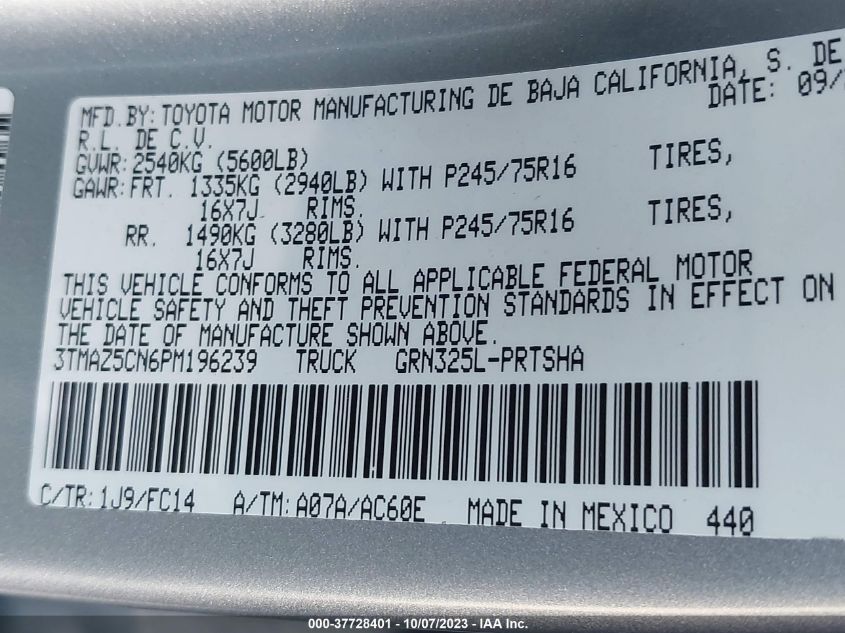 MFD.BY: TOYOTA MOTOR MANUFACTURING DE BAJA CALIFORNIA, S. DE
R.L. DE C.V. DATE: 09/
GVWR: 2540KG (5600LB)
GAWR: FRT. 1335KG (2940LB) WITH P245/75R16 TIRES,
16X7J RIMS.
RR. 1490KG (3280LB) WITH P245/75R16 TIRES,
16X7J RIMS.
THIS VEHICLE CONFORMS TO ALL APPLICABLE FEDERAL MOTOR
VEHICLE SAFETY AND THEFT PREVENTION STANDARDS IN EFFECT ON
THE DATE OF MANUFACTURE SHOWN ABOVE.
3TMAZ5CN6PM196239 TRUCK GRN325L-PRTSHA
C/TR: 1J9/FC14 A/TM: A07A/AC60E MADE IN MEXICO 440
000-37728401 - 10/07/2023 - IAA Inc.